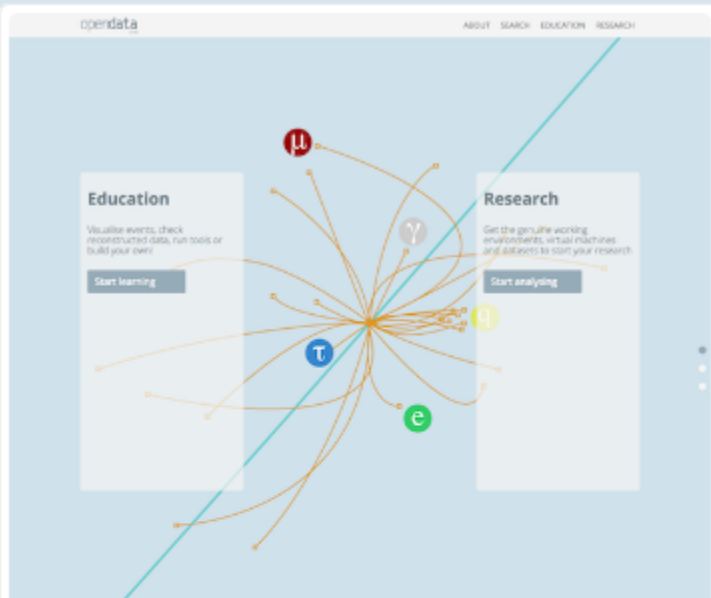 opendata
ABOUT SEARCH EDUCATION RESEARCH
μ
γ
Education
Visualise events, check
reconstructed data, run tools or
build your own!
Start learning
Research
Get the genuine working
environments, virtual machines
and datasets to start your research
Start analysing
q
τ
e